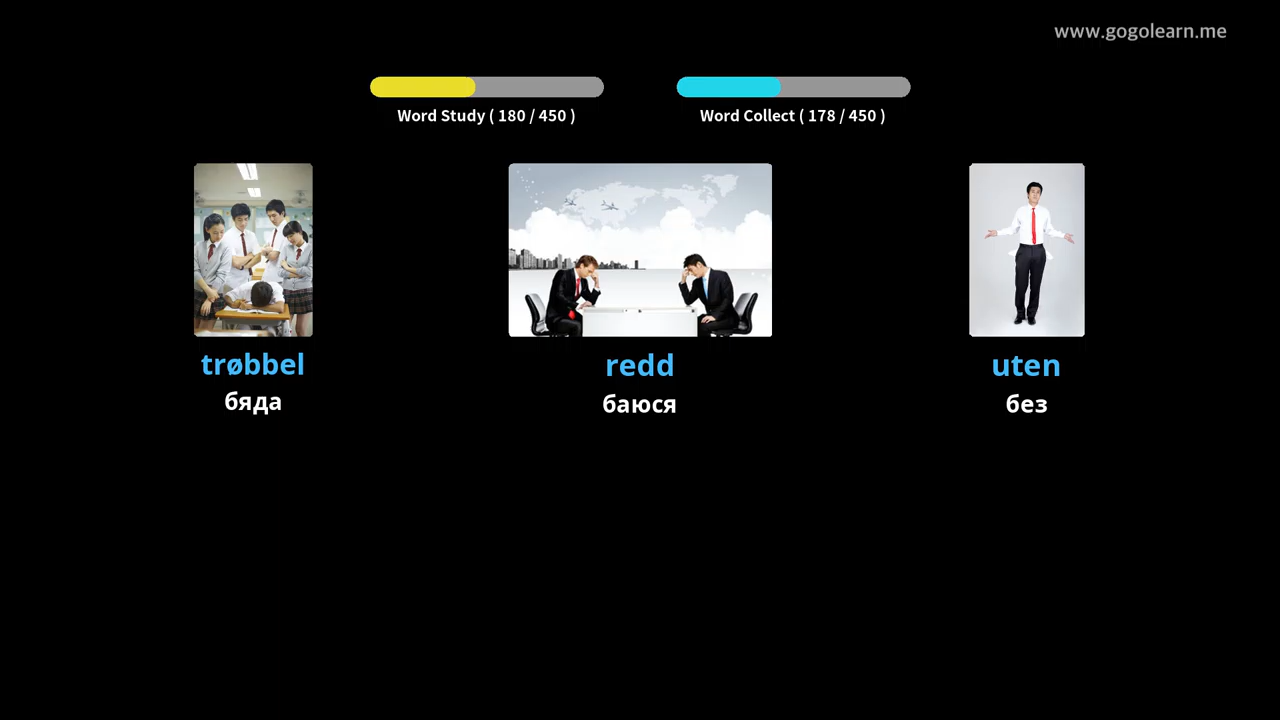 www.gogolearn.me
Word Study ( 180 / 450 )
Word Collect ( 178 / 450 )
trøbbel
бяда
redd
баюся
uten
без